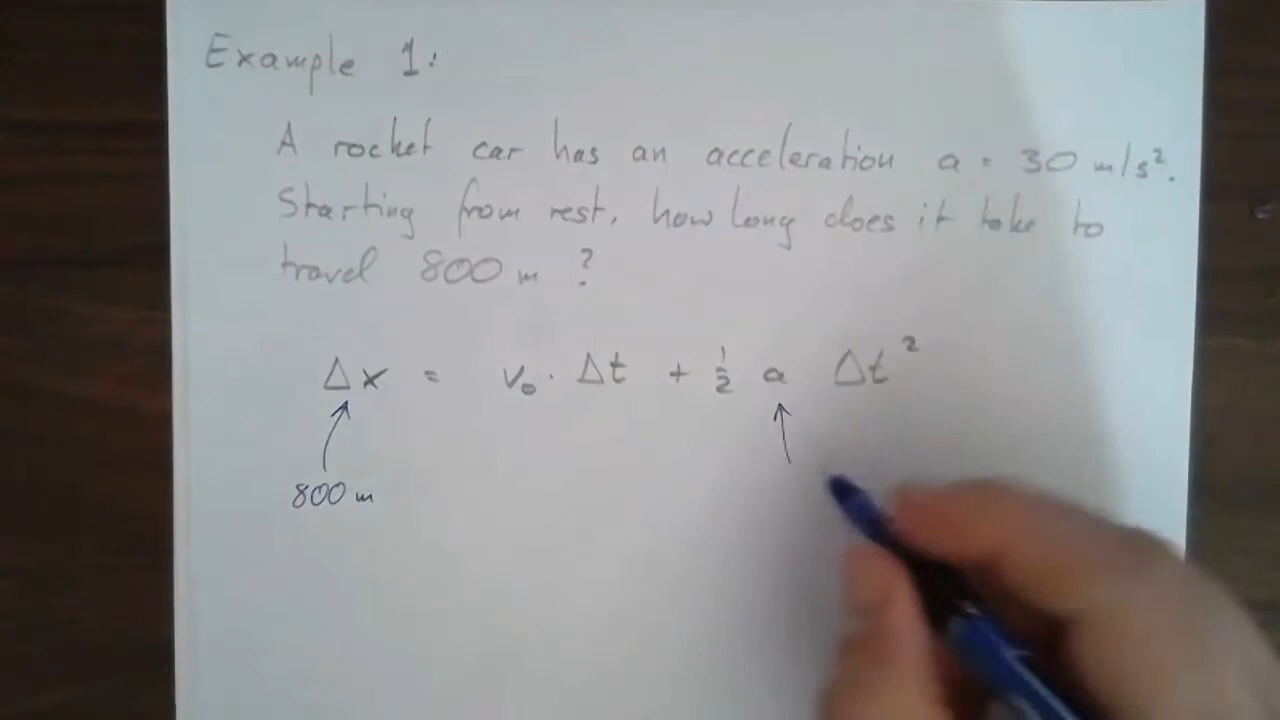 Example 1:
A rocket car has an acceleration a = 30 m/s².
Starting from rest, how long does it take to
travel 800 m ?
Δx = v₀ · Δt + ½ a Δt²
800 m